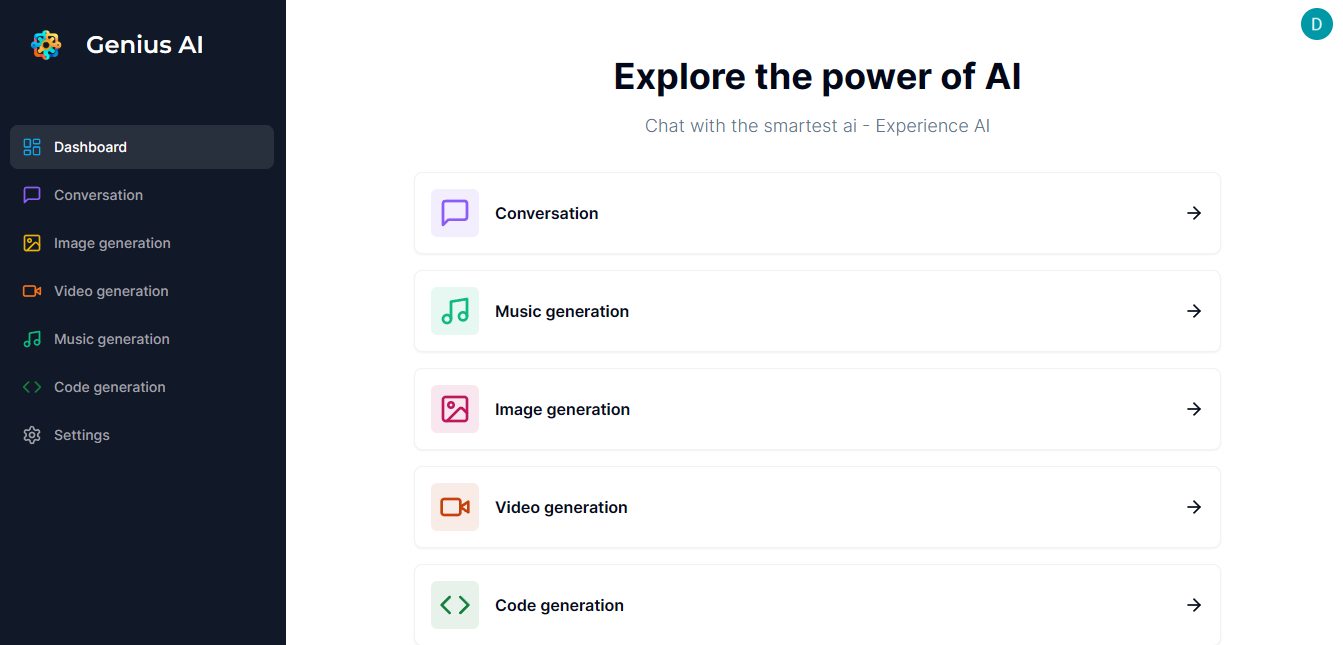 Genius AI
Dashboard
Conversation
Image generation
Video generation
Music generation
Code generation
Settings
D
Explore the power of AI
Chat with the smartest ai - Experience AI
Conversation
Music generation
Image generation
Video generation
Code generation